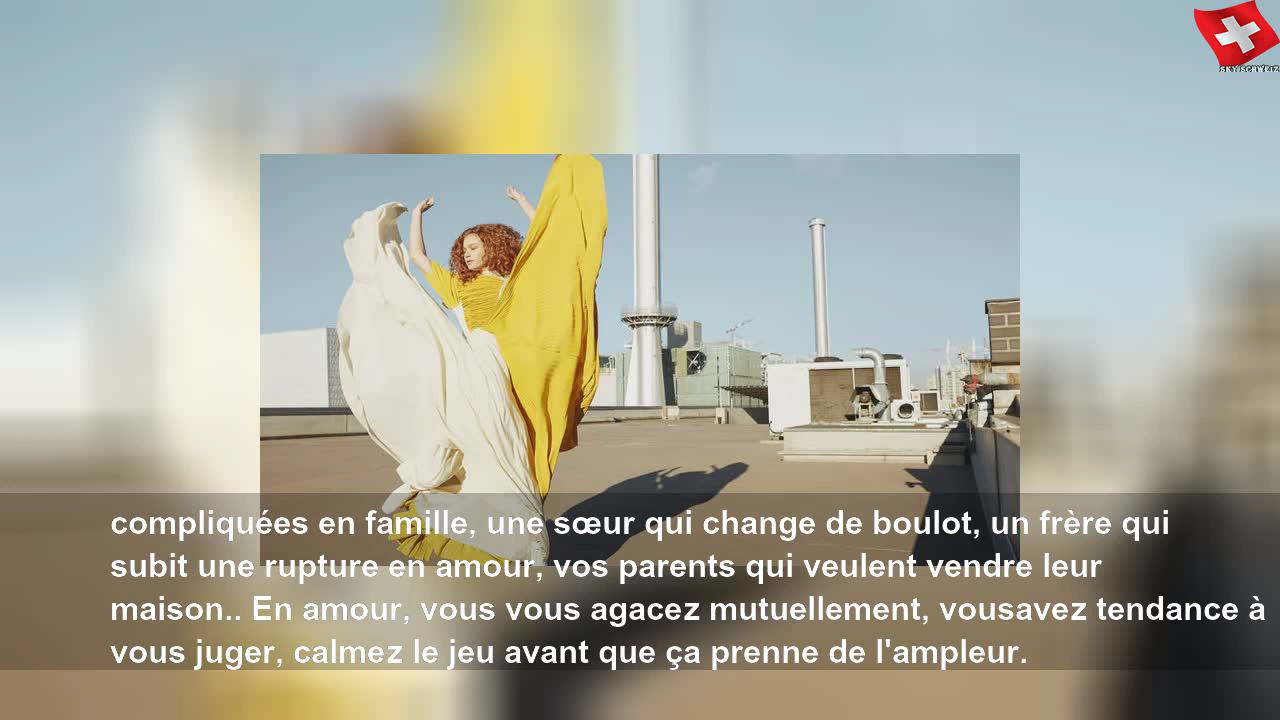 SKY SCHWEIZ
compliquées en famille, une sœur qui change de boulot, un frère qui
subit une rupture en amour, vos parents qui veulent vendre leur
maison.. En amour, vous vous agacez mutuellement, vousavez tendance à
vous juger, calmez le jeu avant que ça prenne de l'ampleur.